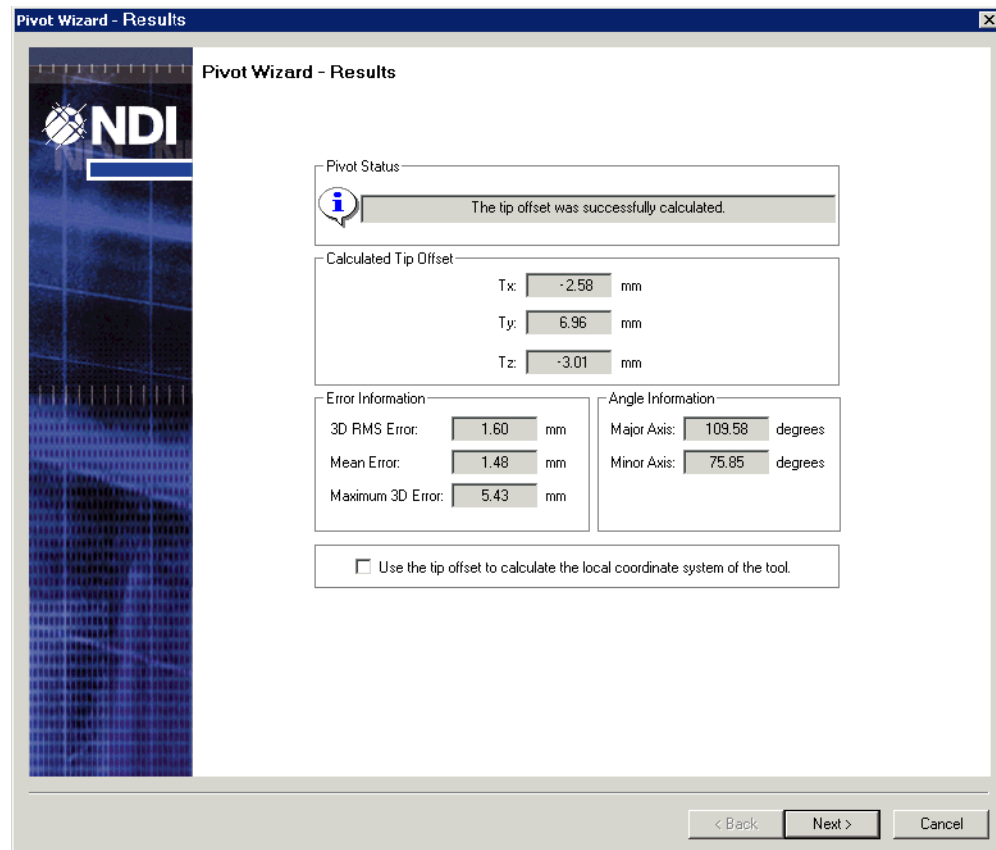 Pivot Wizard - Results
Pivot Wizard - Results
NDI
Pivot Status
The tip offset was successfully calculated.
Calculated Tip Offset
Tx: -2.58 mm
Ty: 6.96 mm
Tz: -3.01 mm
Error Information
3D RMS Error: 1.60 mm
Mean Error: 1.48 mm
Maximum 3D Error: 5.43 mm
Angle Information
Major Axis: 109.58 degrees
Minor Axis: 75.85 degrees
Use the tip offset to calculate the local coordinate system of the tool.
< Back Next > Cancel